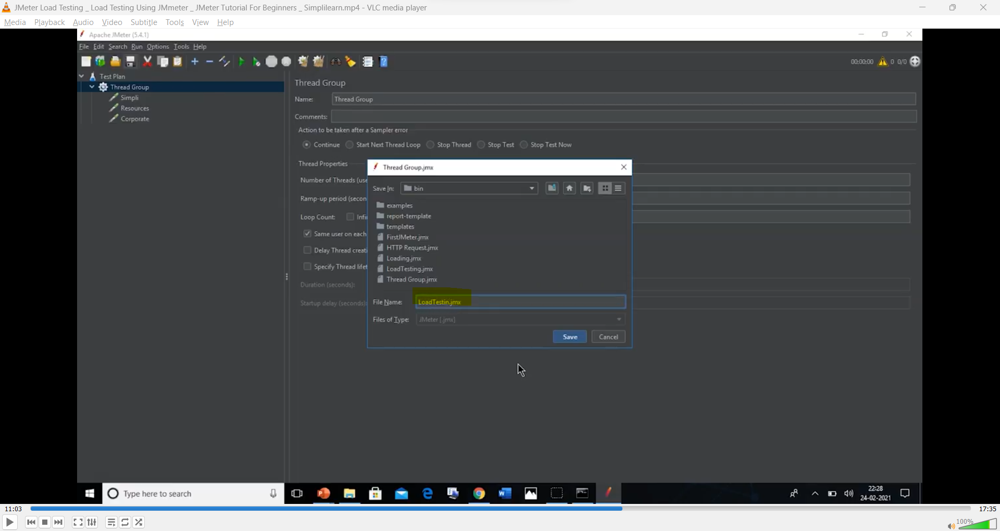 JMeter Load Testing _ Load Testing Using JMmeter _ JMeter Tutorial For Beginners _ Simplilearn.mp4 - VLC media player
Media Playback Audio Video Subtitle Tools View Help
Apache JMeter (5.4.1)
File Edit Search Run Options Tools Help
00:00:00 0 0/0
Test Plan
Thread Group
Simpli
Resources
Corporate
Thread Group
Name: Thread Group
Comments:
Action to be taken after a Sampler error
Continue Start Next Thread Loop Stop Thread Stop Test Stop Test Now
Thread Properties
Number of Threads (use
Ramp-up period (secon
Loop Count: Infi
Same user on each
Delay Thread creati
Specify Thread lifet
Duration (seconds):
Startup delay (seconds):
Thread Group.jmx
Save In: bin
examples
report-template
templates
FirstJMeter.jmx
HTTP Request.jmx
Loading.jmx
LoadTesting.jmx
Thread Group.jmx
File Name: LoadTestin.jmx
Files of Type: JMeter [.jmx]
Save Cancel
Type here to search
22:28
24-02-2021
11:03
17:35
100%